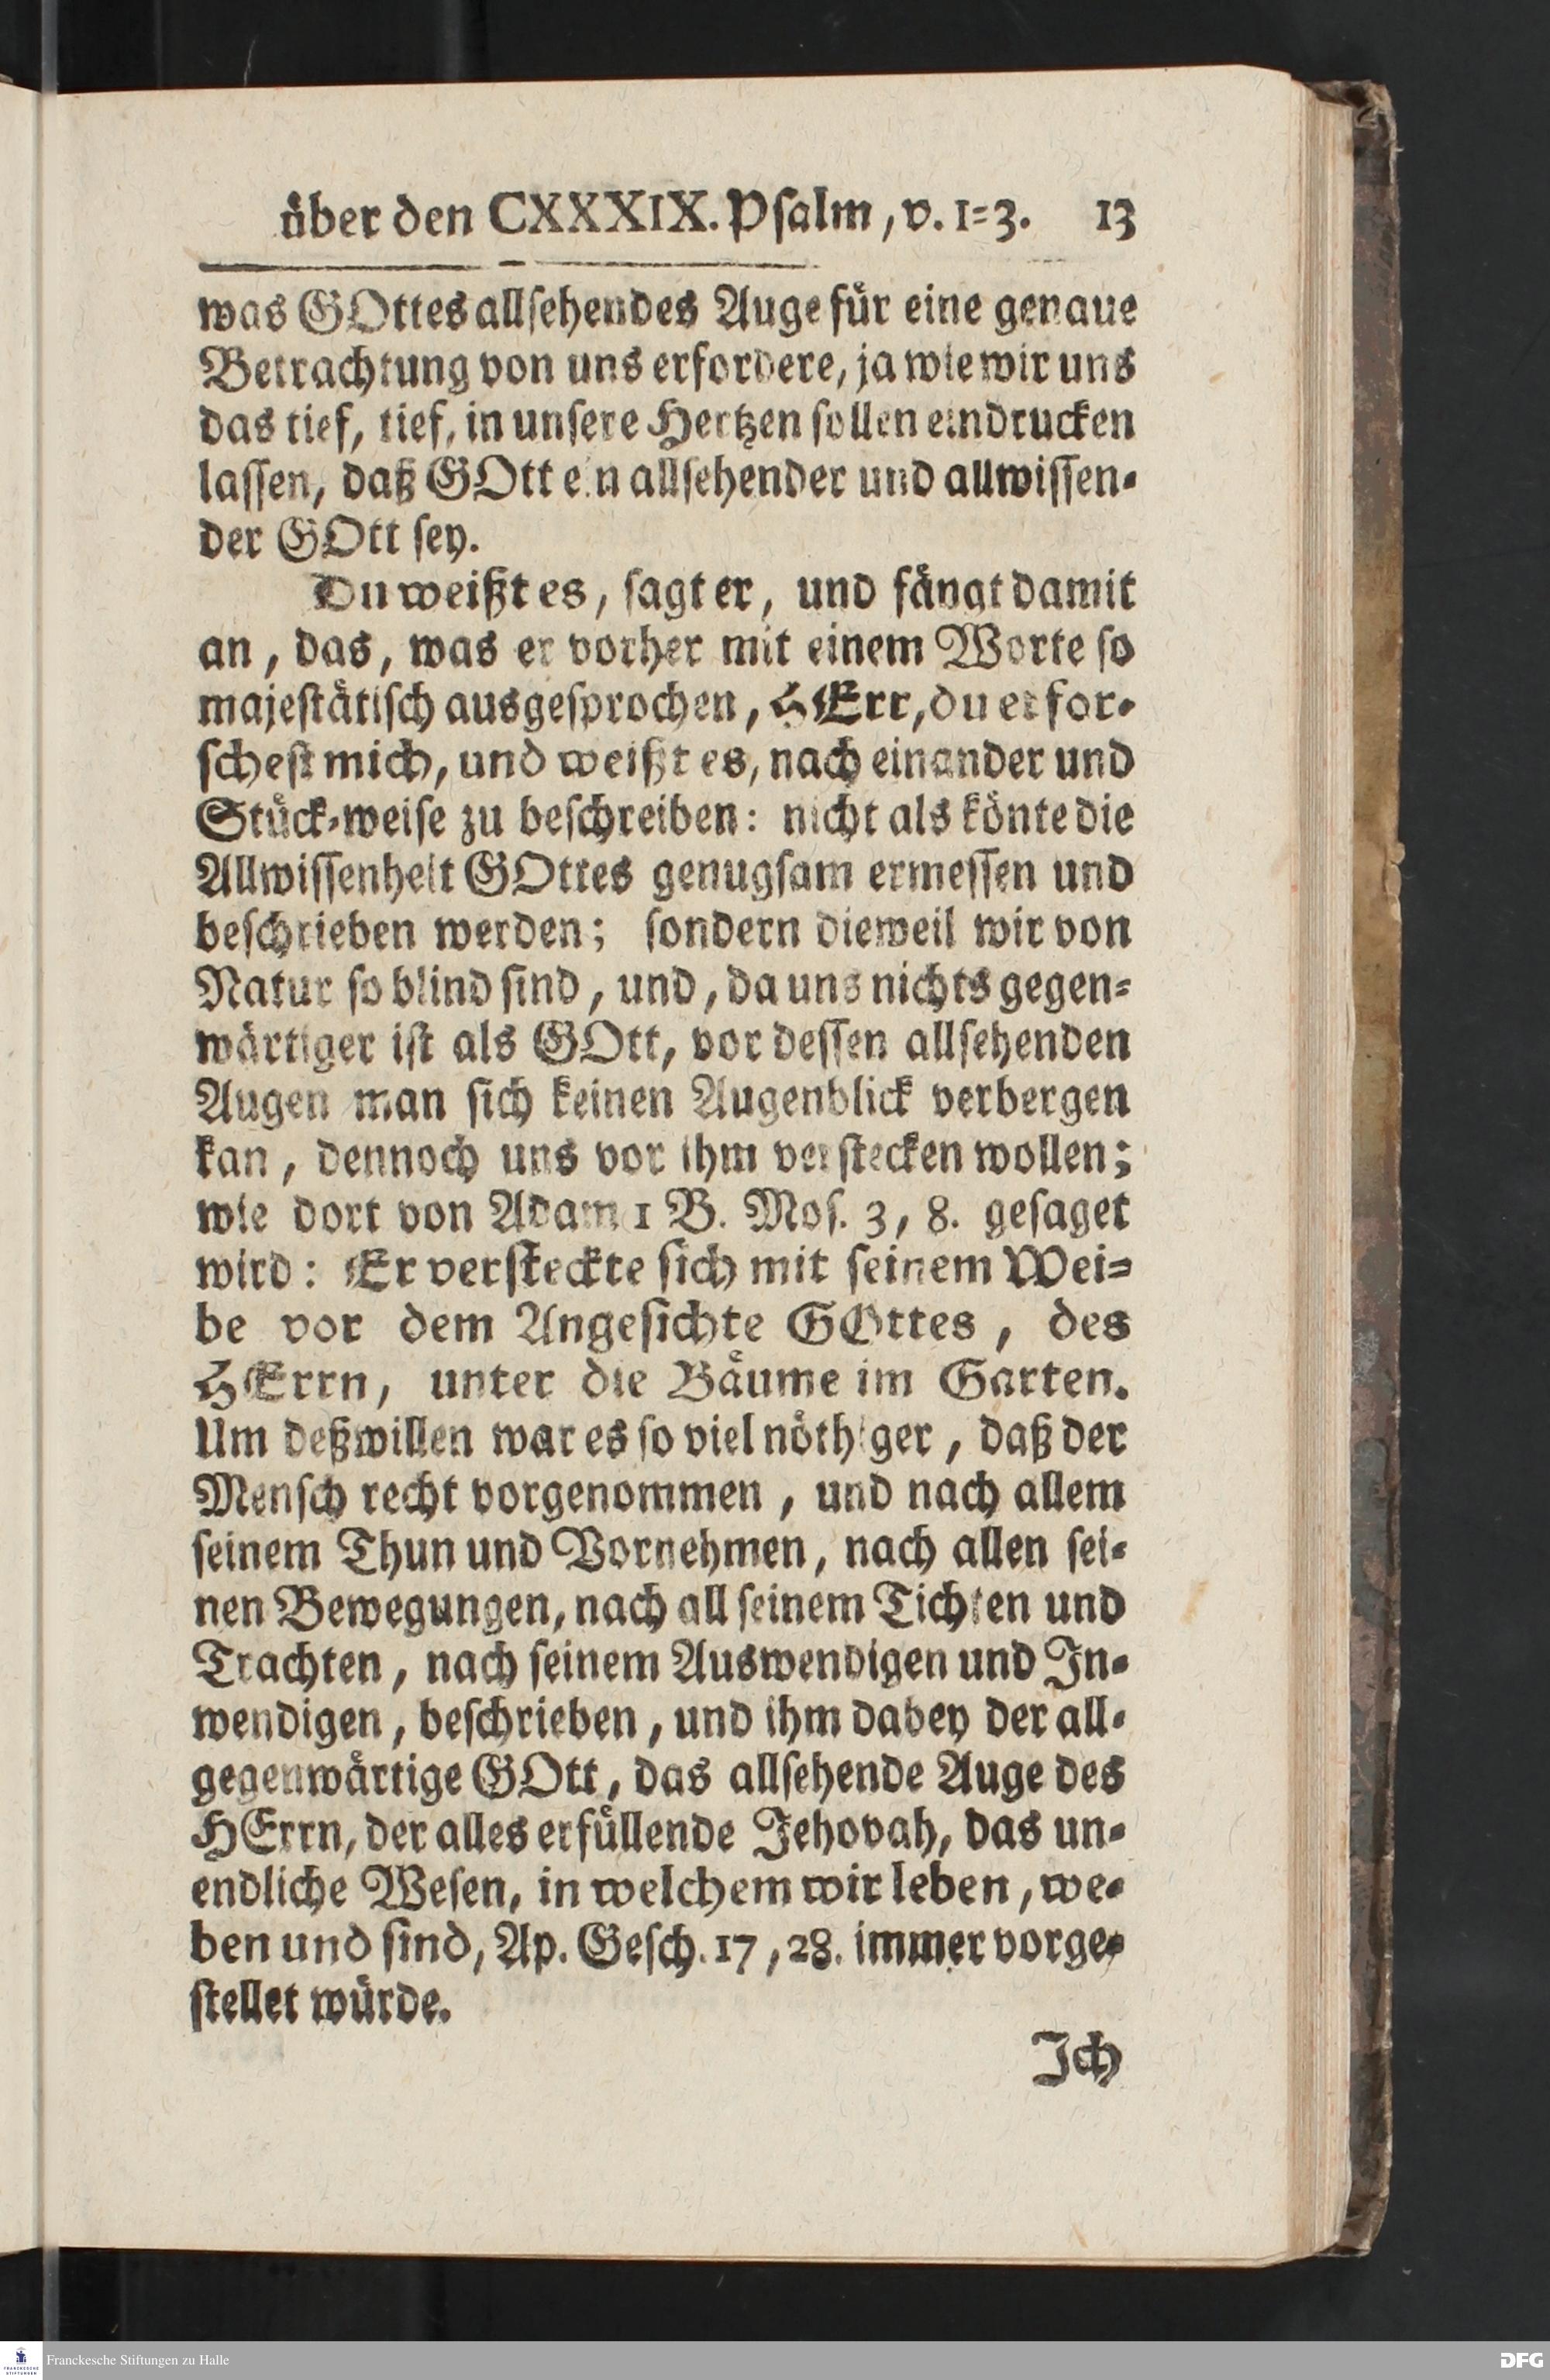 über den CXXXIX. Psalm, v. 1=3. 13
was GOttes allsehendes Auge für eine genaue
Betrachtung von uns erfordere, ja wie wir uns
das tief, tief, in unsere Hertzen sollen eindrucken
lassen, daß GOtt ein allsehender und allwissen-
der GOtt sey.
Du weißt es, sagt er, und fängt damit
an, das, was er vorher mit einem Worte so
majestätisch ausgesprochen, HErr, du erfor-
schest mich, und weißt es, nach einander und
Stück-weise zu beschreiben: nicht als könte die
Allwissenheit GOttes genugsam ermessen und
beschrieben werden; sondern dieweil wir von
Natur so blind sind, und, da uns nichts gegen=
wärtiger ist als GOtt, vor dessen allsehenden
Augen man sich keinen Augenblick verbergen
kan, dennoch uns vor ihm verstecken wollen;
wie dort von Adam 1 B. Mos. 3, 8. gesaget
wird: Er versteckte sich mit seinem Wei=
be vor dem Angesichte GOttes, des
HErrn, unter die Bäume im Garten.
Um deßwillen war es so viel nöthiger, daß der
Mensch recht vorgenommen, und nach allem
seinem Thun und Vornehmen, nach allen sei-
nen Bewegungen, nach all seinem Tichten und
Trachten, nach seinem Auswendigen und In-
wendigen, beschrieben, und ihm dabey der all-
gegenwärtige GOtt, das allsehende Auge des
HErrn, der alles erfüllende Jehovah, das un-
endliche Wesen, in welchem wir leben, we-
ben und sind, Ap. Gesch. 17, 28. immer vorge-
stellet würde.
Ich
FRANCKESCHE STIFTUNGEN
Franckesche Stiftungen zu Halle
DFG